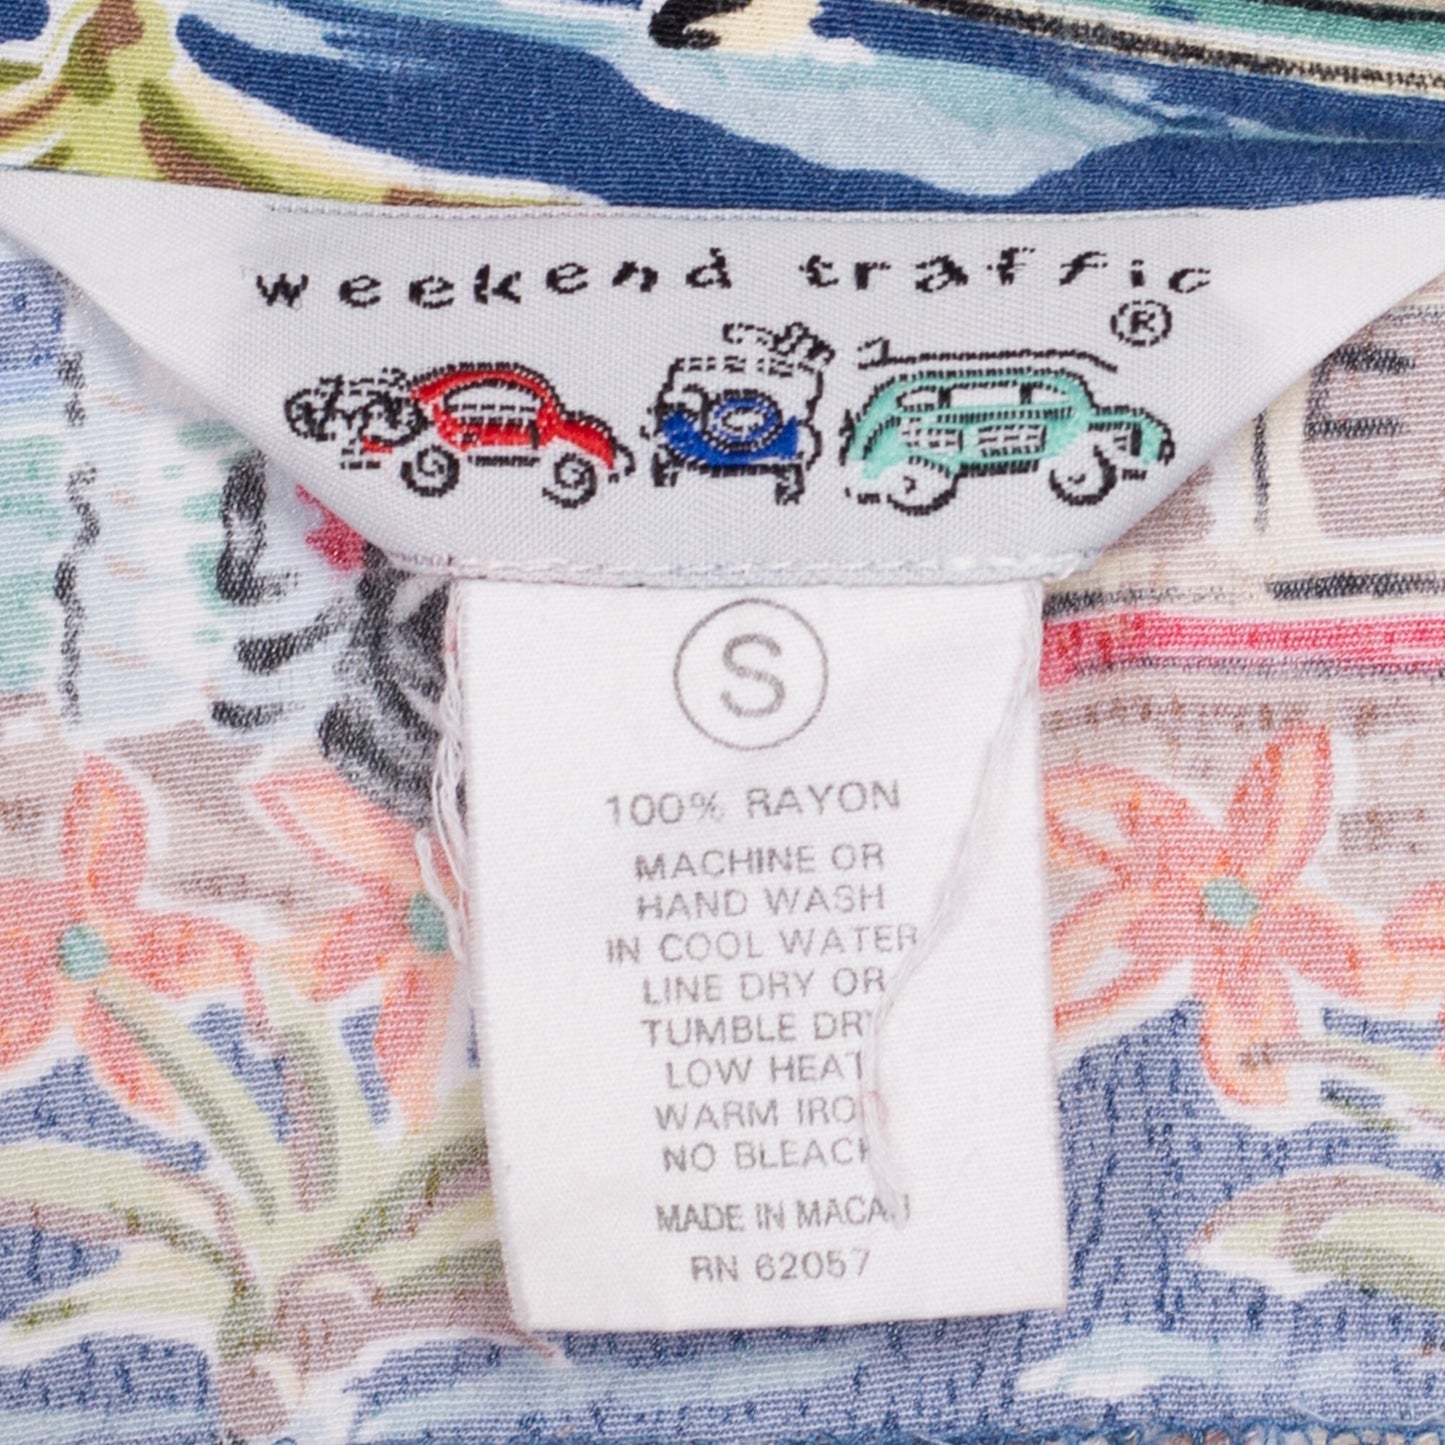 weekend traffic
®
S
100% RAYON
MACHINE OR
HAND WASH
IN COOL WATER
LINE DRY OR
TUMBLE DRY
LOW HEAT
WARM IRON
NO BLEACH
MADE IN MACAU
RN 62057